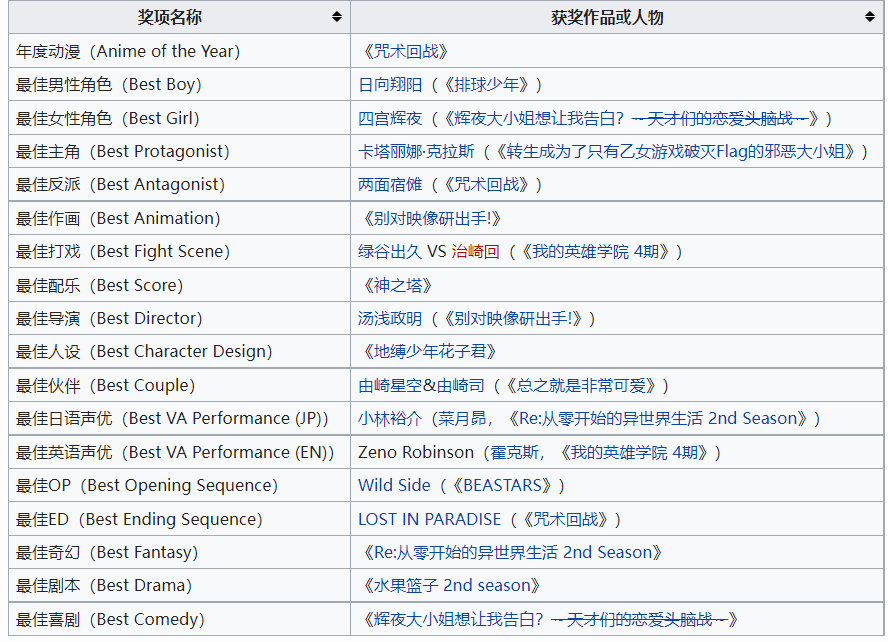 奖项名称 获奖作品或人物
年度动漫（Anime of the Year） 《咒术回战》
最佳男性角色（Best Boy） 日向翔阳（《排球少年》）
最佳女性角色（Best Girl） 四宫辉夜（《辉夜大小姐想让我告白？~天才们的恋爱头脑战~》）
最佳主角（Best Protagonist） 卡塔丽娜·克拉斯（《转生成为了只有乙女游戏破灭Flag的邪恶大小姐》）
最佳反派（Best Antagonist） 两面宿傩（《咒术回战》）
最佳作画（Best Animation） 《别对映像研出手!》
最佳打戏（Best Fight Scene） 绿谷出久 VS 治崎回（《我的英雄学院 4期》）
最佳配乐（Best Score） 《神之塔》
最佳导演（Best Director） 汤浅政明（《别对映像研出手!》）
最佳人设（Best Character Design） 《地缚少年花子君》
最佳伙伴（Best Couple） 由崎星空&由崎司（《总之就是非常可爱》）
最佳日语声优（Best VA Performance (JP)） 小林裕介（菜月昂，《Re:从零开始的异世界生活 2nd Season》）
最佳英语声优（Best VA Performance (EN)） Zeno Robinson（霍克斯，《我的英雄学院 4期》）
最佳OP（Best Opening Sequence） Wild Side（《BEASTARS》）
最佳ED（Best Ending Sequence） LOST IN PARADISE（《咒术回战》）
最佳奇幻（Best Fantasy） 《Re:从零开始的异世界生活 2nd Season》
最佳剧本（Best Drama） 《水果篮子 2nd season》
最佳喜剧（Best Comedy） 《辉夜大小姐想让我告白？~天才们的恋爱头脑战~》